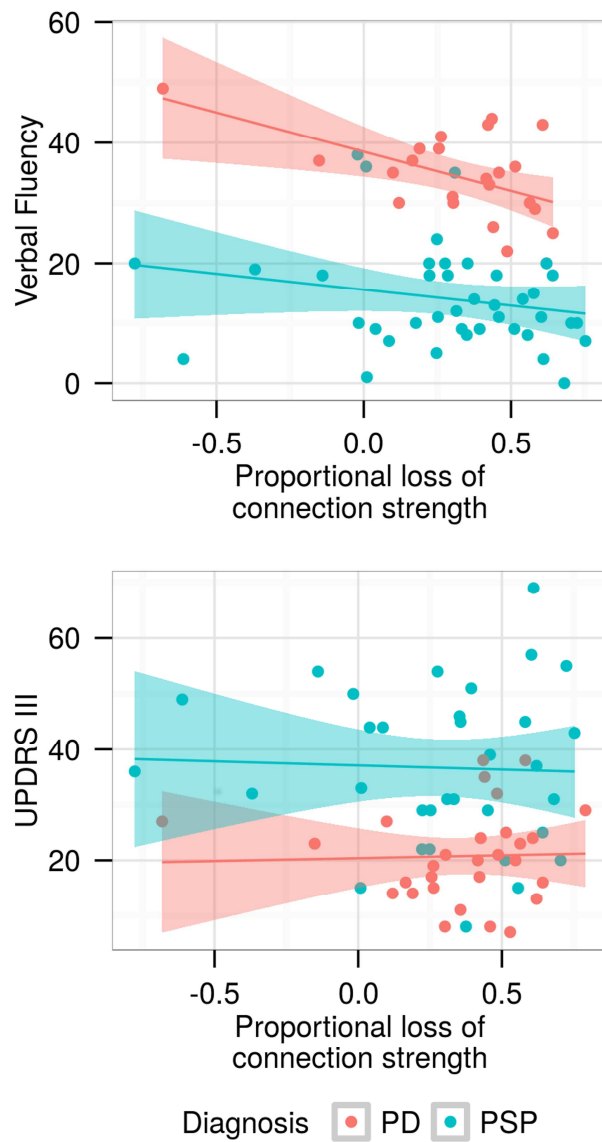 60
40
20
0
Verbal Fluency
-0.5 0.0 0.5
Proportional loss of
connection strength
60
40
20
UPDRS III
-0.5 0.0 0.5
Proportional loss of
connection strength
Diagnosis PD PSP